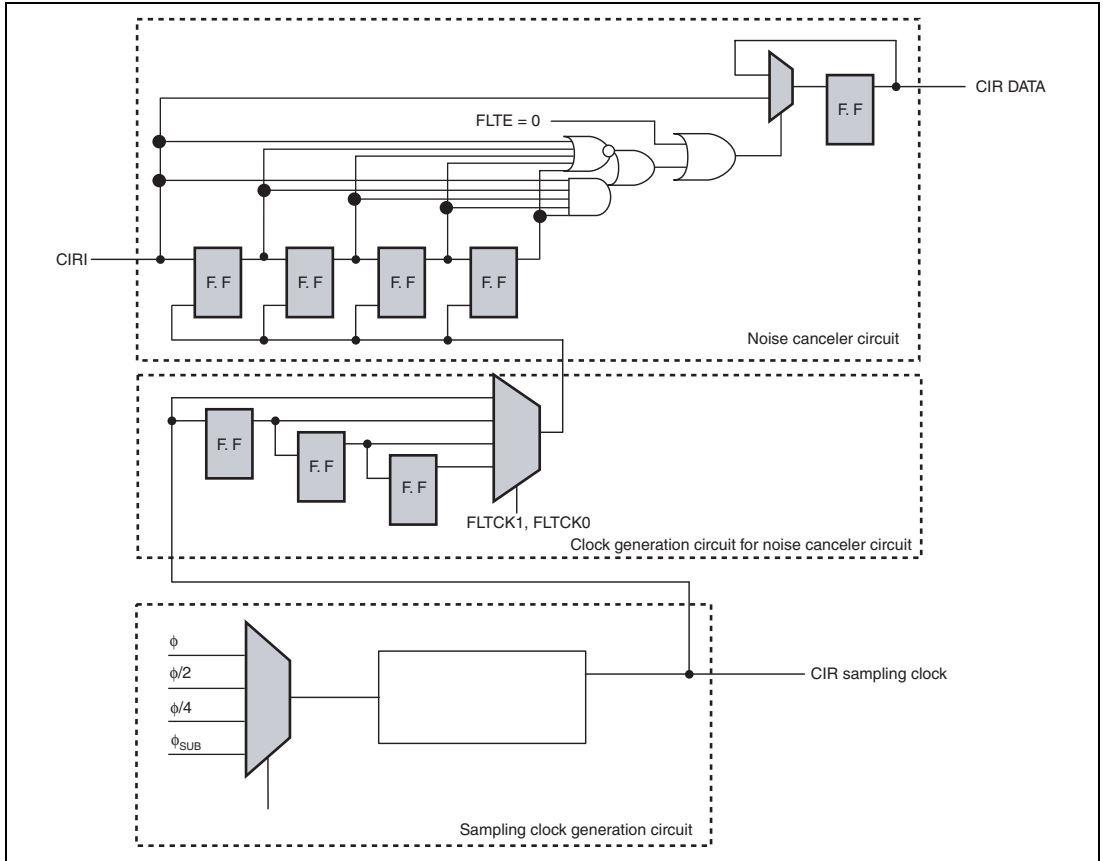 CIR DATA
F. F
FLTE = 0
CIRI
F. F
F. F
F. F
F. F
Noise canceler circuit
F. F
F. F
F. F
FLTCK1, FLTCK0
Clock generation circuit for noise canceler circuit
ϕ
ϕ/2
ϕ/4
ϕSUB
CIR sampling clock
Sampling clock generation circuit